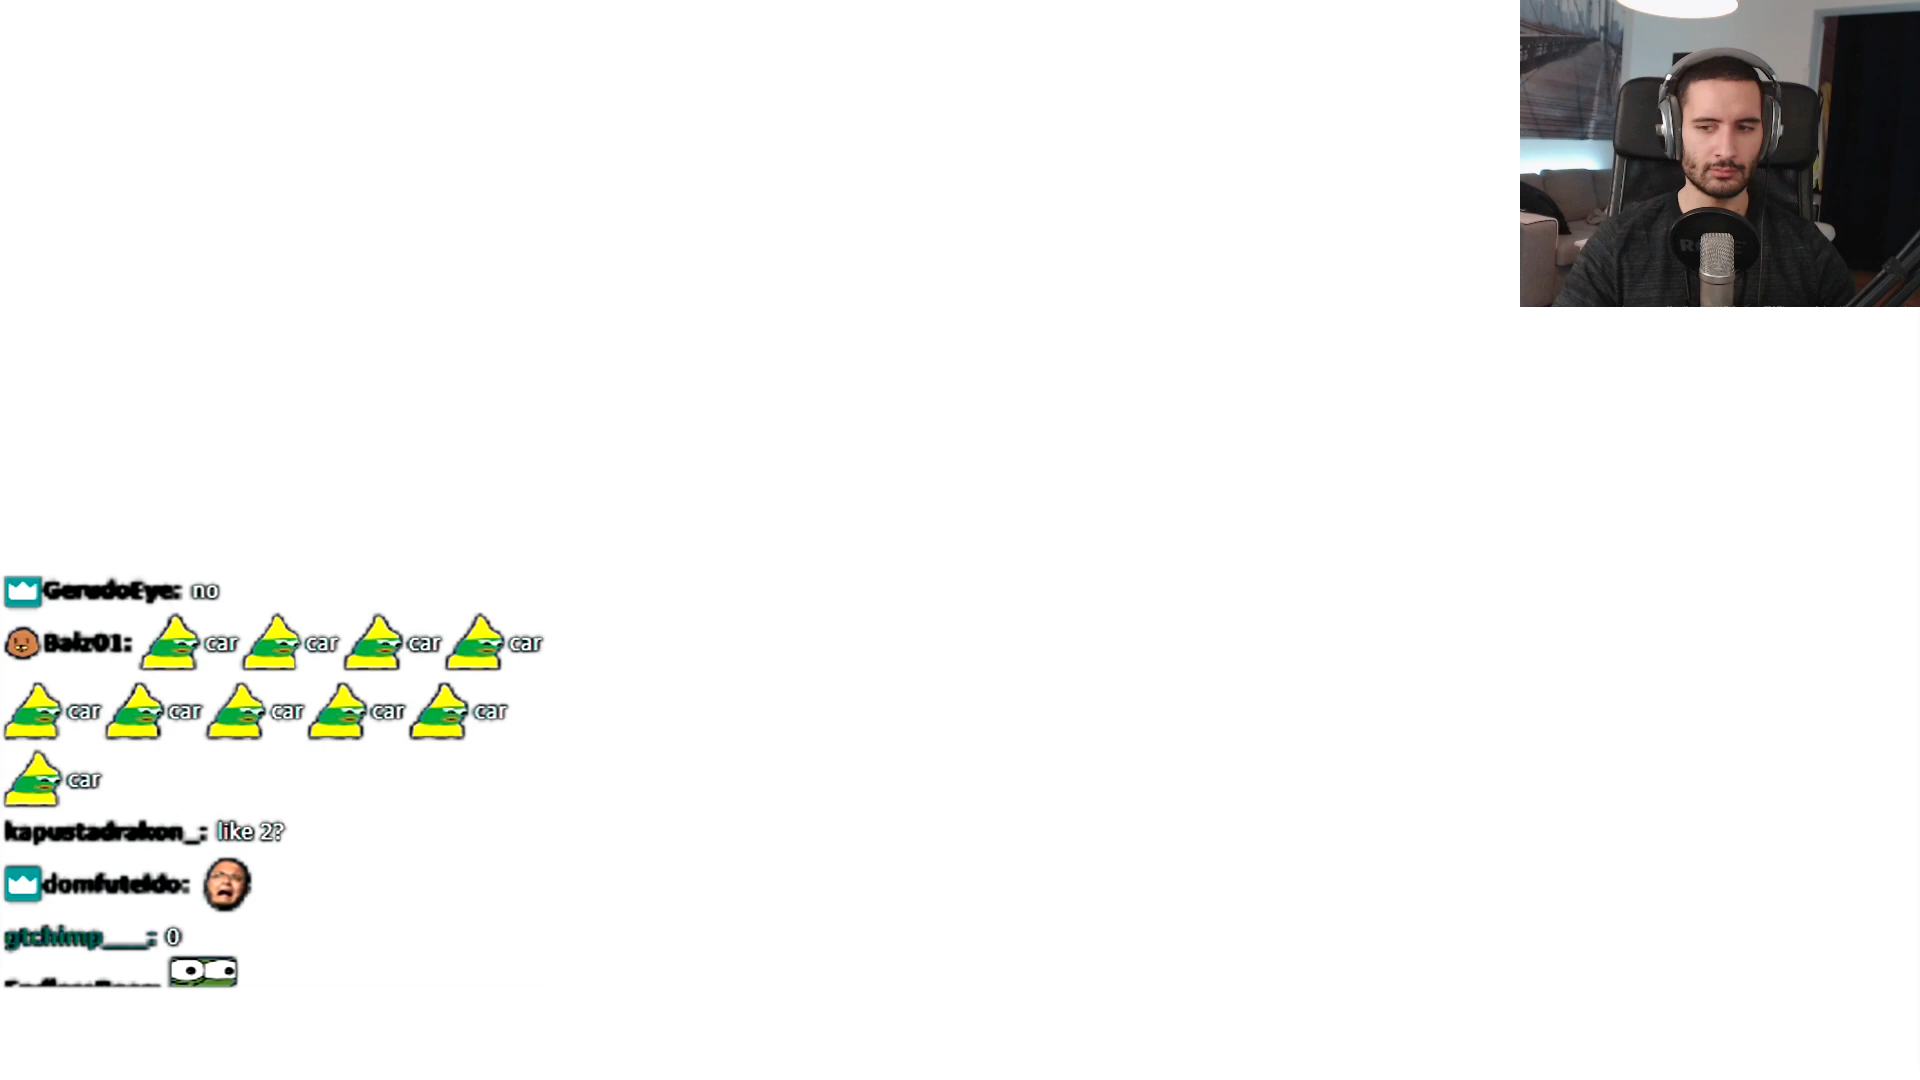 GerudoEye: no
Balz01: car car car car
car car car car car
car
kapustadrakon_: like 2?
domfuteldo:
gtchimp___: 0